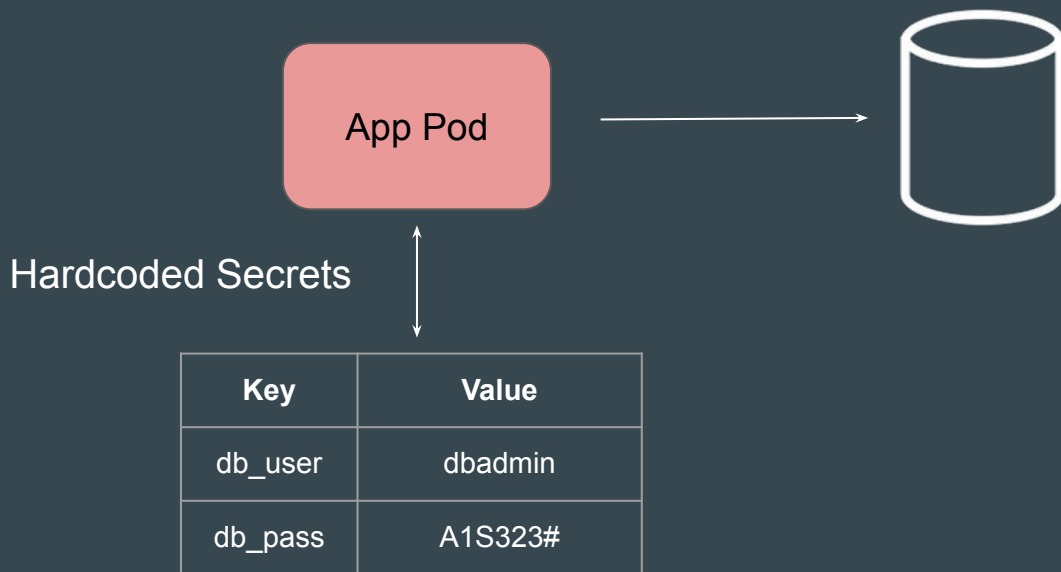 App Pod
Hardcoded Secrets
Key Value
db_user dbadmin
db_pass A1S323#